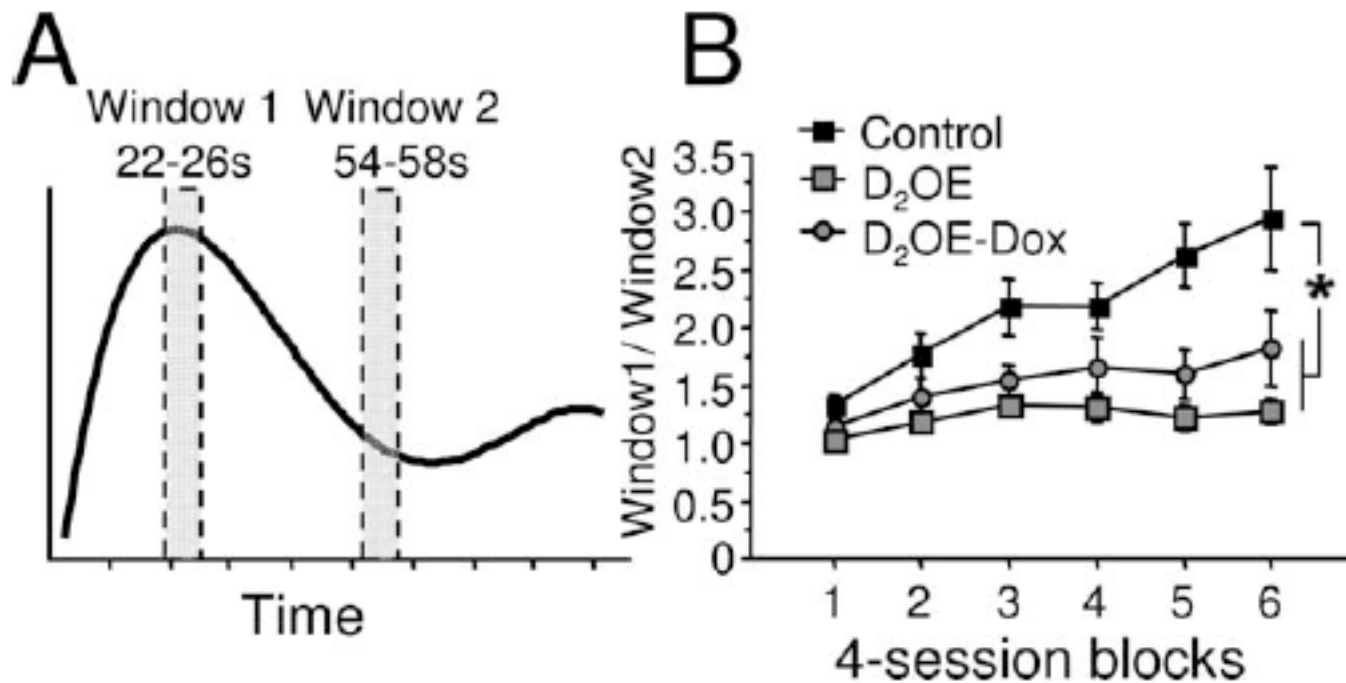 A
Window 1 Window 2
22-26s 54-58s
Time
B
Control
D₂OE
D₂OE-Dox
Window1/ Window2
3.5
3.0
2.5
2.0
1.5
1.0
0.5
0
*
1 2 3 4 5 6
4-session blocks